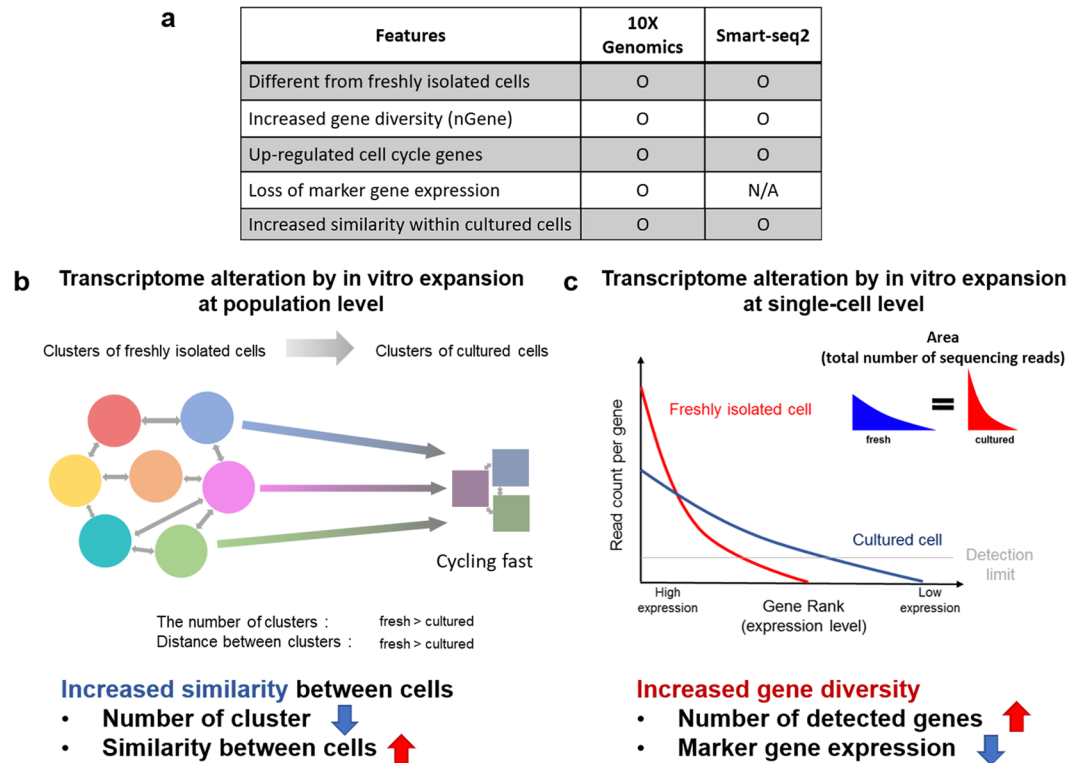 a
Features 10X Genomics Smart-seq2
Different from freshly isolated cells O O
Increased gene diversity (nGene) O O
Up-regulated cell cycle genes O O
Loss of marker gene expression O N/A
Increased similarity within cultured cells O O
b Transcriptome alteration by in vitro expansion
at population level
Clusters of freshly isolated cells Clusters of cultured cells
Cycling fast
The number of clusters : fresh > cultured
Distance between clusters : fresh > cultured
Increased similarity between cells
• Number of cluster
• Similarity between cells
c Transcriptome alteration by in vitro expansion
at single-cell level
Area
(total number of sequencing reads)
fresh = cultured
Freshly isolated cell
Read count per gene
Cultured cell
Detection
limit
High
expression
Low
expression
Gene Rank
(expression level)
Increased gene diversity
• Number of detected genes
• Marker gene expression